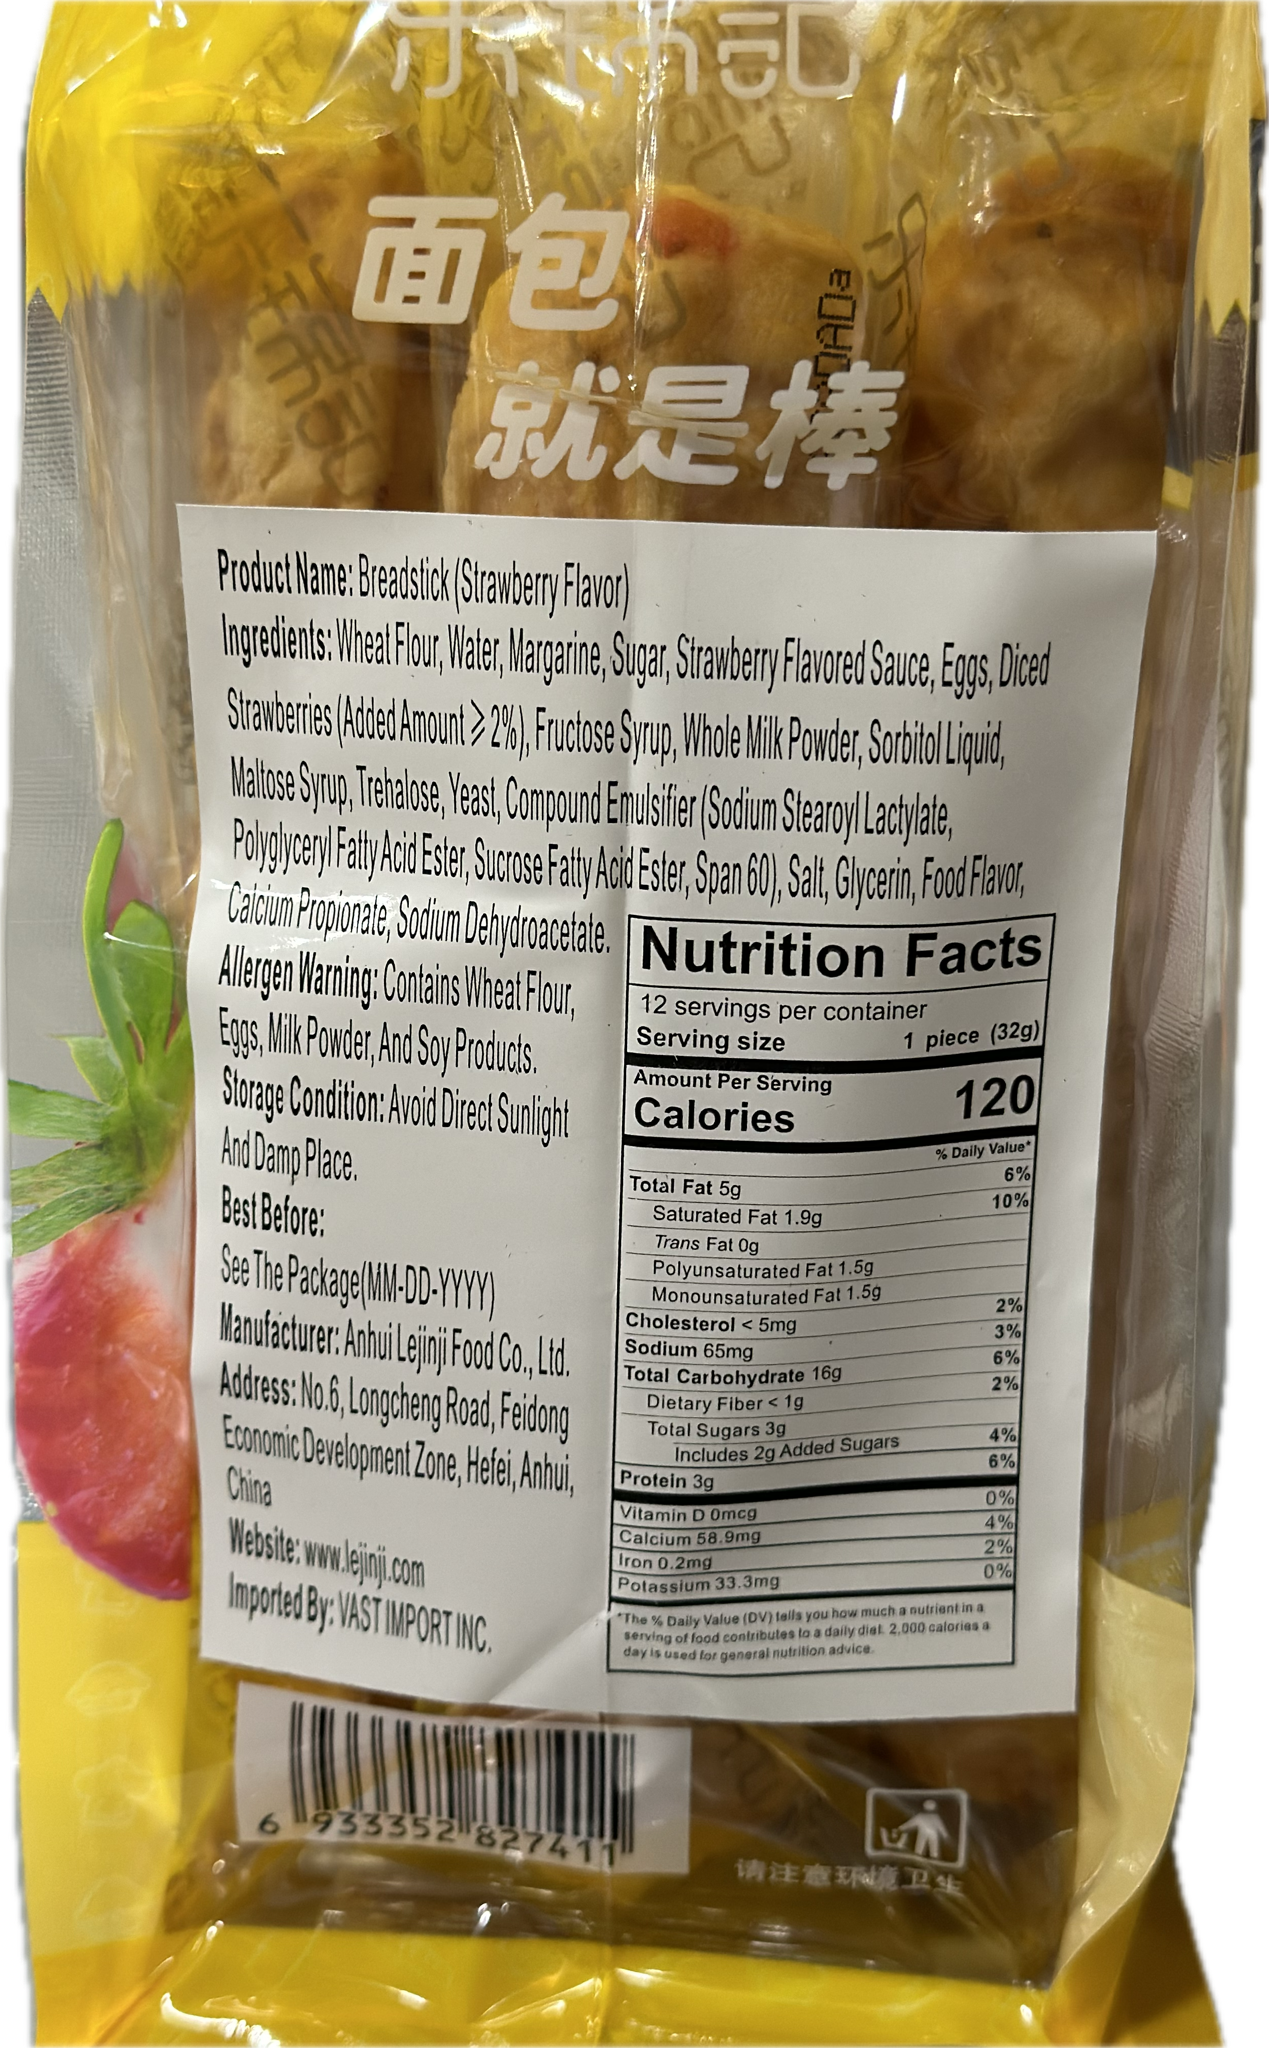 面包
就是棒
Product Name: Breadstick (Strawberry Flavor)
Ingredients: Wheat Flour, Water, Margarine, Sugar, Strawberry Flavored Sauce, Eggs, Diced
Strawberries (Added Amount ⩾ 2%), Fructose Syrup, Whole Milk Powder, Sorbitol Liquid,
Maltose Syrup, Trehalose, Yeast, Compound Emulsifier (Sodium Stearoyl Lactylate,
Polyglyceryl Fatty Acid Ester, Sucrose Fatty Acid Ester, Span 60), Salt, Glycerin, Food Flavor,
Calcium Propionate, Sodium Dehydroacetate.
Allergen Warning: Contains Wheat Flour,
Eggs, Milk Powder, And Soy Products.
Storage Condition: Avoid Direct Sunlight
And Damp Place.
Best Before:
See The Package(MM-DD-YYYY)
Manufacturer: Anhui Lejinji Food Co., Ltd.
Address: No.6, Longcheng Road, Feidong
Economic Development Zone, Hefei, Anhui,
China
Website: www.lejinji.com
Imported By: VAST IMPORT INC.
Nutrition Facts
12 servings per container
Serving size 1 piece (32g)
Amount Per Serving
Calories 120
% Daily Value*
Total Fat 5g 6%
Saturated Fat 1.9g 10%
Trans Fat 0g
Polyunsaturated Fat 1.5g
Monounsaturated Fat 1.5g
Cholesterol < 5mg 2%
Sodium 65mg 3%
Total Carbohydrate 16g 6%
Dietary Fiber < 1g 2%
Total Sugars 3g
Includes 2g Added Sugars 4%
Protein 3g 6%
Vitamin D 0mcg 0%
Calcium 58.9mg 4%
Iron 0.2mg 2%
Potassium 33.3mg 0%
*The % Daily Value (DV) tells you how much a nutrient in a
serving of food contributes to a daily diet. 2,000 calories a
day is used for general nutrition advice.
6 933352 827411
请注意环境卫生